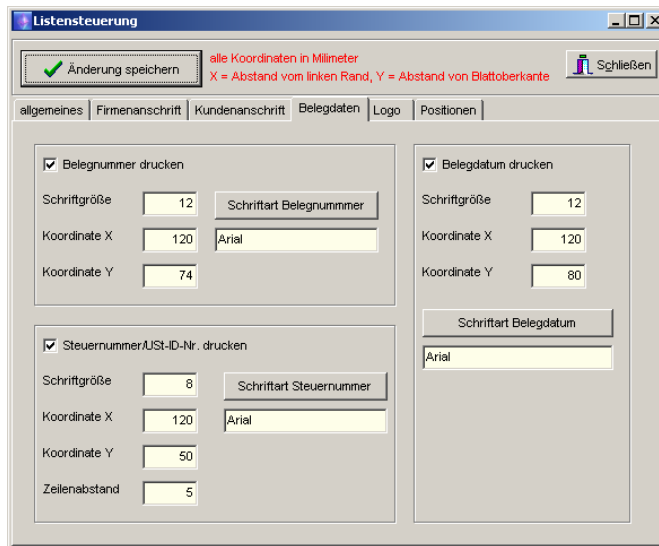 Listensteuerung
Änderung speichern
alle Koordinaten in Milimeter
X = Abstand vom linken Rand, Y = Abstand von Blattoberkante
Schließen
allgemeines Firmenanschrift Kundenanschrift Belegdaten Logo Positionen
Belegnummer drucken
Schriftgröße 12 Schriftart Belegnummmer
Koordinate X 120 Arial
Koordinate Y 74
Steuernummer/USt-ID-Nr. drucken
Schriftgröße 8 Schriftart Steuernummer
Koordinate X 120 Arial
Koordinate Y 50
Zeilenabstand 5
Belegdatum drucken
Schriftgröße 12
Koordinate X 120
Koordinate Y 80
Schriftart Belegdatum
Arial